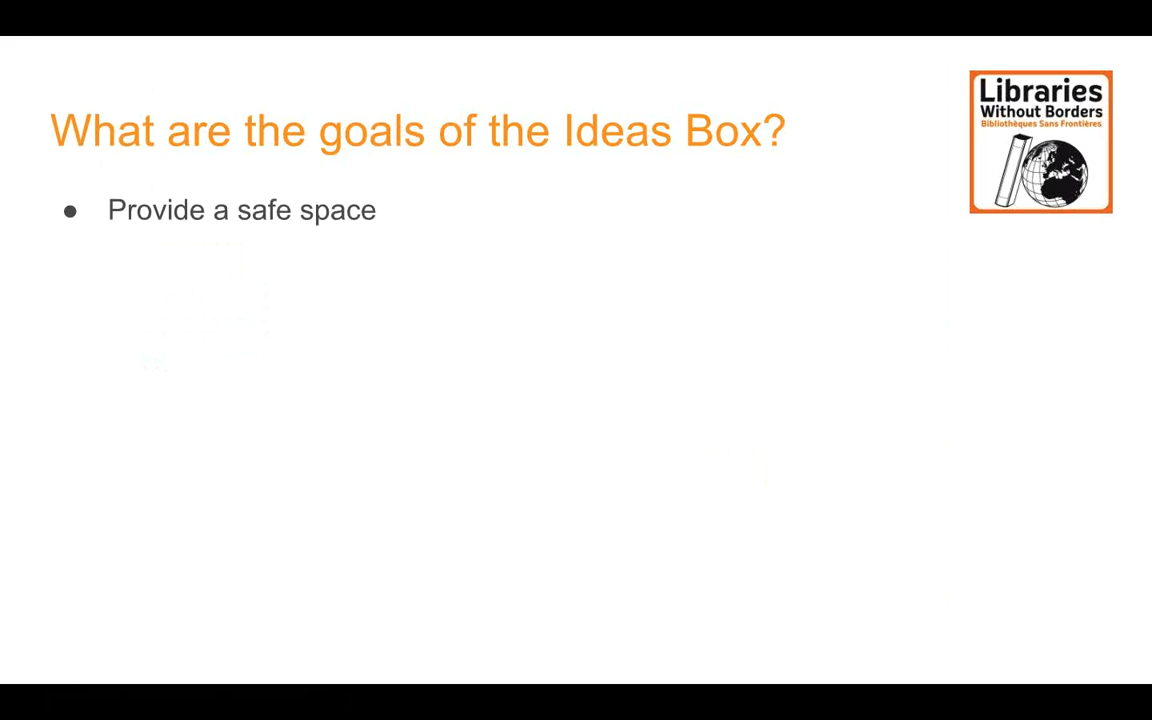 What are the goals of the Ideas Box?
● Provide a safe space
Libraries
Without Borders
Bibliothèques Sans Frontières